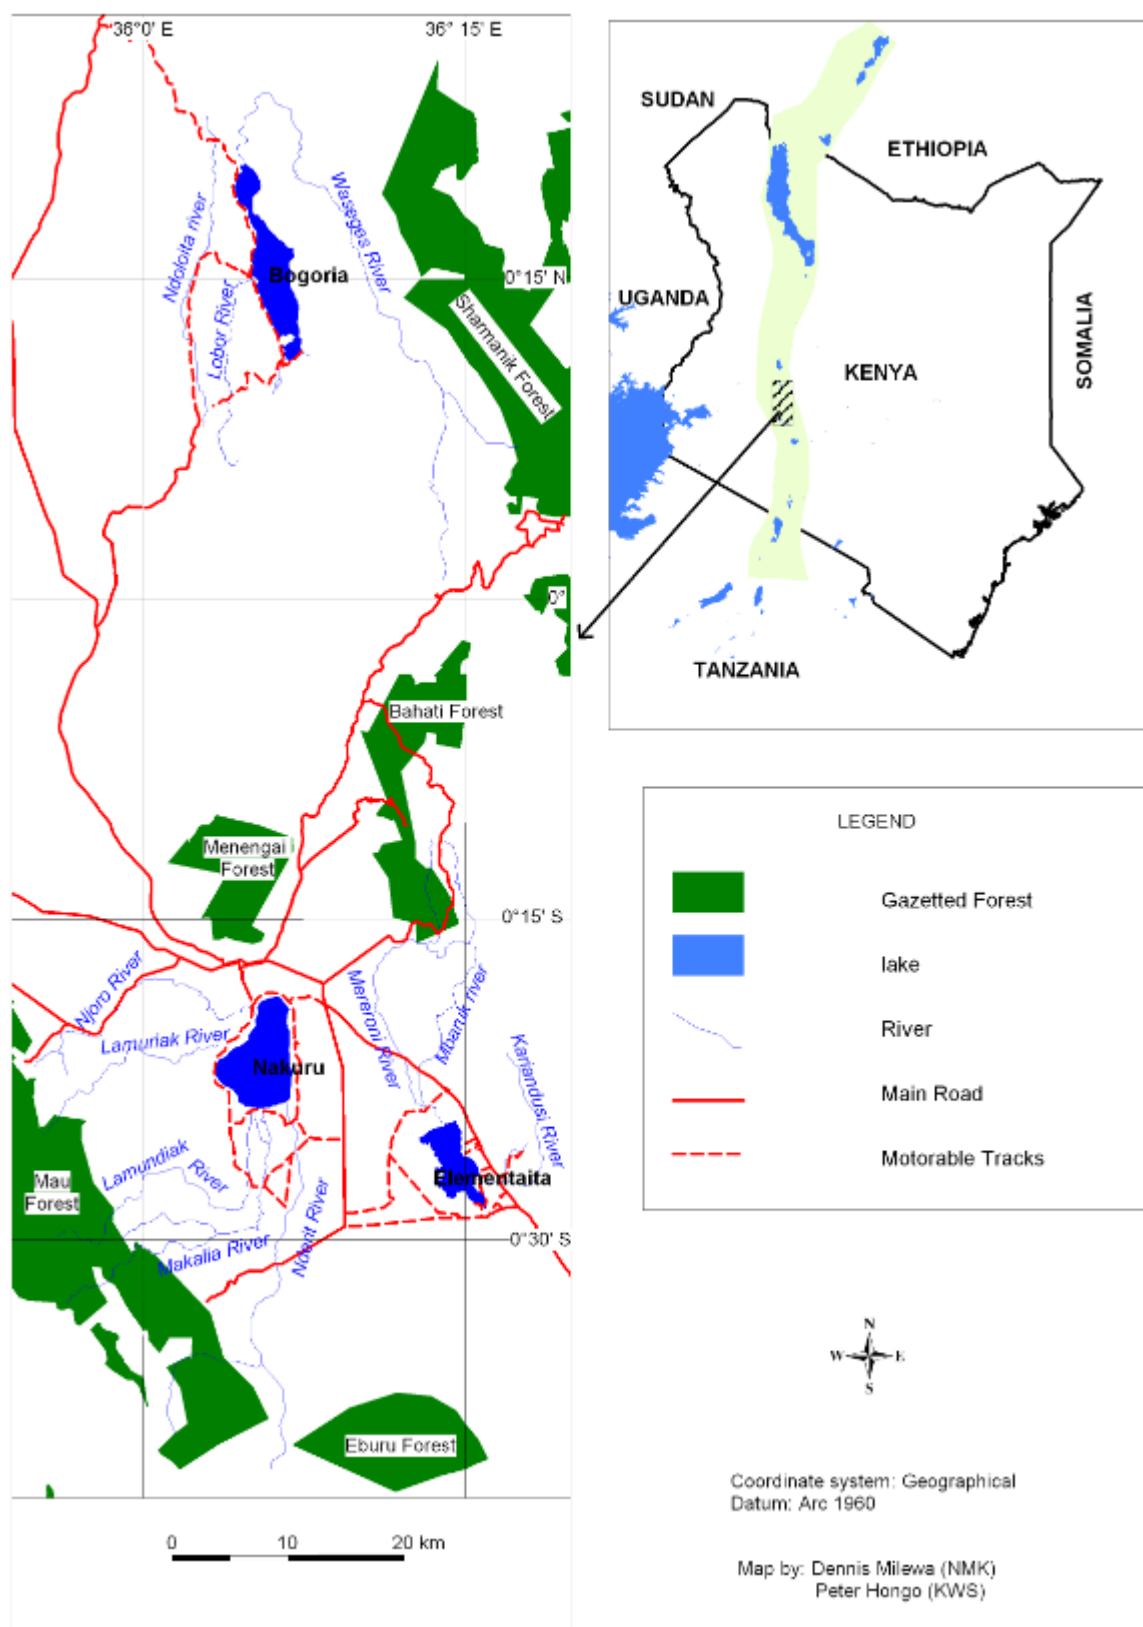 36°0' E
36° 15' E
Ndoloita river
Waseges River
Bogoria
Lobor River
0°15' N
Sharmanik Forest
0°
Bahati Forest
Menengai
Forest
0°15' S
Njoro River
Lamuriak River
Mereroni River
Mbaruk river
Kariandusi River
Nakuru
Lamundiak
River
Elementaita
Mau
Forest
Makalia River
Nderit River
0°30' S
Eburu Forest
0 10 20 km
SUDAN
ETHIOPIA
UGANDA
KENYA
SOMALIA
TANZANIA
LEGEND
Gazetted Forest
lake
River
Main Road
Motorable Tracks
N
W E
S
Coordinate system: Geographical
Datum: Arc 1960
Map by: Dennis Milewa (NMK)
Peter Hongo (KWS)